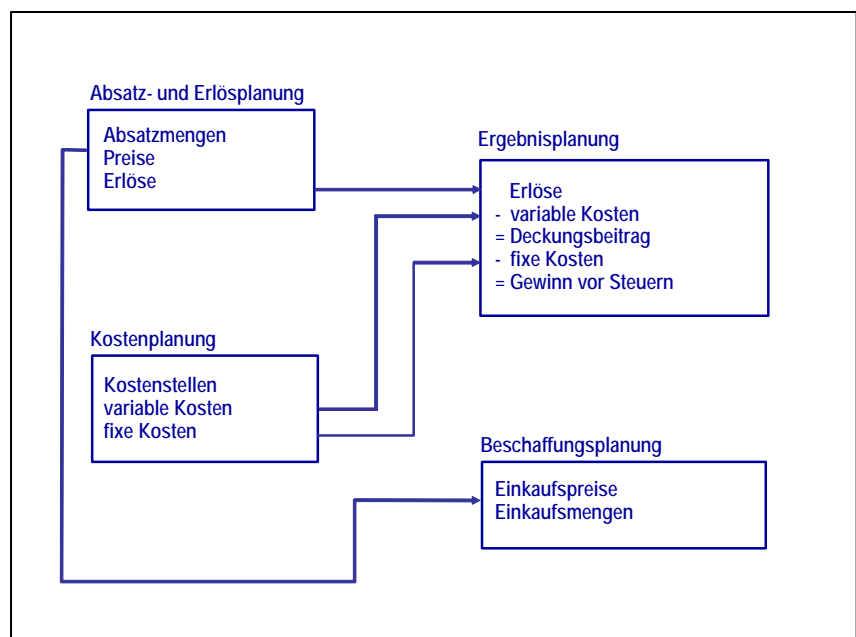 Absatz- und Erlösplanung
Absatzmengen
Preise
Erlöse
Ergebnisplanung
Erlöse
- variable Kosten
= Deckungsbeitrag
- fixe Kosten
= Gewinn vor Steuern
Kostenplanung
Kostenstellen
variable Kosten
fixe Kosten
Beschaffungsplanung
Einkaufspreise
Einkaufsmengen